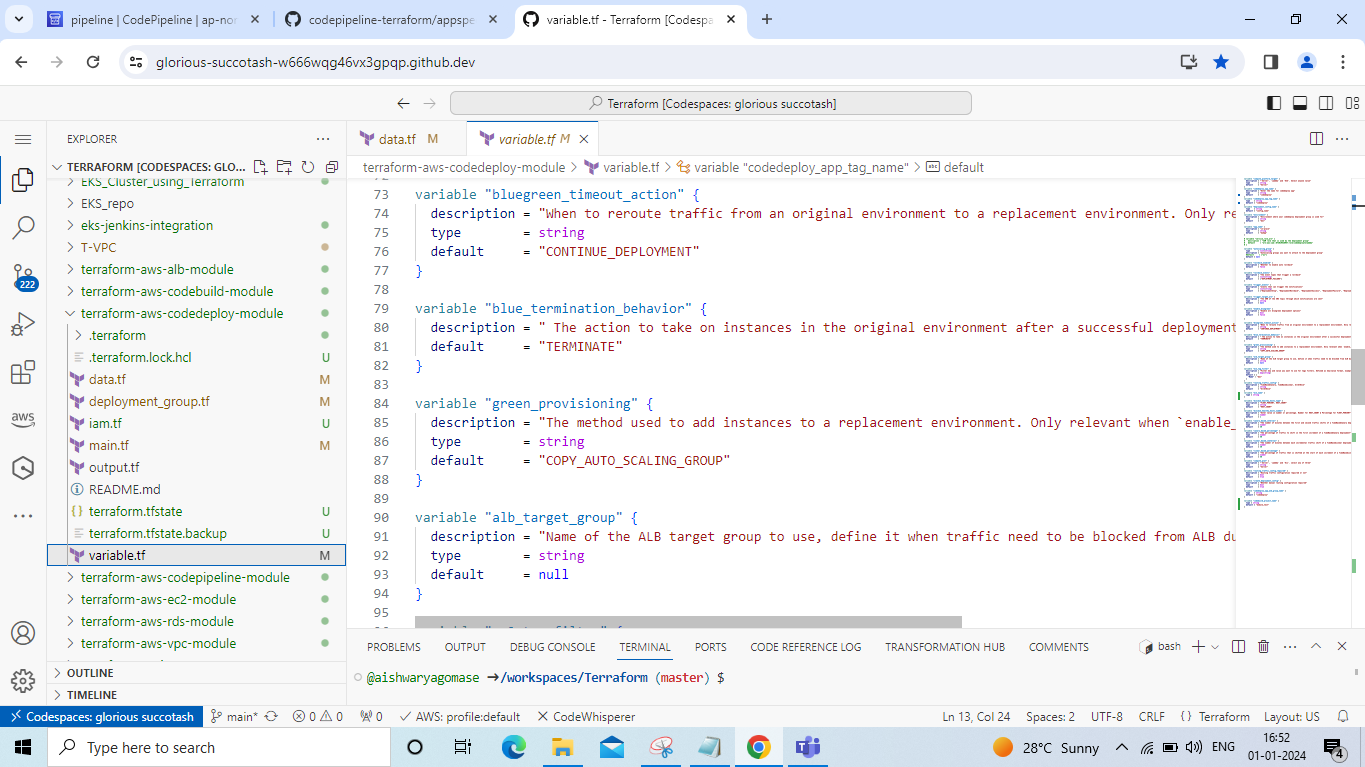 pipeline | CodePipeline | ap-nor
codepipeline-terraform/appspe
variable.tf - Terraform [Codespa
glorious-succotash-w666wqg46vx3gpqp.github.dev
Terraform [Codespaces: glorious succotash]
EXPLORER
TERRAFORM [CODESPACES: GLO...
EKS_Cluster_using_Terraform
EKS_repo
eks-jenkins-integration
T-VPC
terraform-aws-alb-module
terraform-aws-codebuild-module
terraform-aws-codedeploy-module
.terraform
.terraform.lock.hcl U
data.tf M
deployment_group.tf M
iam.tf U
main.tf M
output.tf
README.md
terraform.tfstate U
terraform.tfstate.backup U
variable.tf M
terraform-aws-codepipeline-module
terraform-aws-ec2-module
terraform-aws-rds-module
terraform-aws-vpc-module
OUTLINE
TIMELINE
222
aws
data.tf M
variable.tf M
terraform-aws-codedeploy-module > variable.tf > variable "codedeploy_app_tag_name" > default
73 variable "bluegreen_timeout_action" {
74 description = "When to reroute traffic from an original environment to a replacement environment. Only re
75 type = string
76 default = "CONTINUE_DEPLOYMENT"
77 }
78
79 variable "blue_termination_behavior" {
80 description = " The action to take on instances in the original environment after a successful deployment
81 default = "TERMINATE"
82 }
83
84 variable "green_provisioning" {
85 description = "The method used to add instances to a replacement environment. Only relevant when `enable_
86 type = string
87 default = "COPY_AUTO_SCALING_GROUP"
88 }
89
90 variable "alb_target_group" {
91 description = "Name of the ALB target group to use, define it when traffic need to be blocked from ALB du
92 type = string
93 default = null
94 }
95
PROBLEMS OUTPUT DEBUG CONSOLE TERMINAL PORTS CODE REFERENCE LOG TRANSFORMATION HUB COMMENTS
bash
@aishwaryagomase ➜/workspaces/Terraform (master) $
Codespaces: glorious succotash main* 0 0 0 AWS: profile:default CodeWhisperer
Ln 13, Col 24 Spaces: 2 UTF-8 CRLF {} Terraform Layout: US
Type here to search
28°C Sunny ENG
16:52
01-01-2024
4